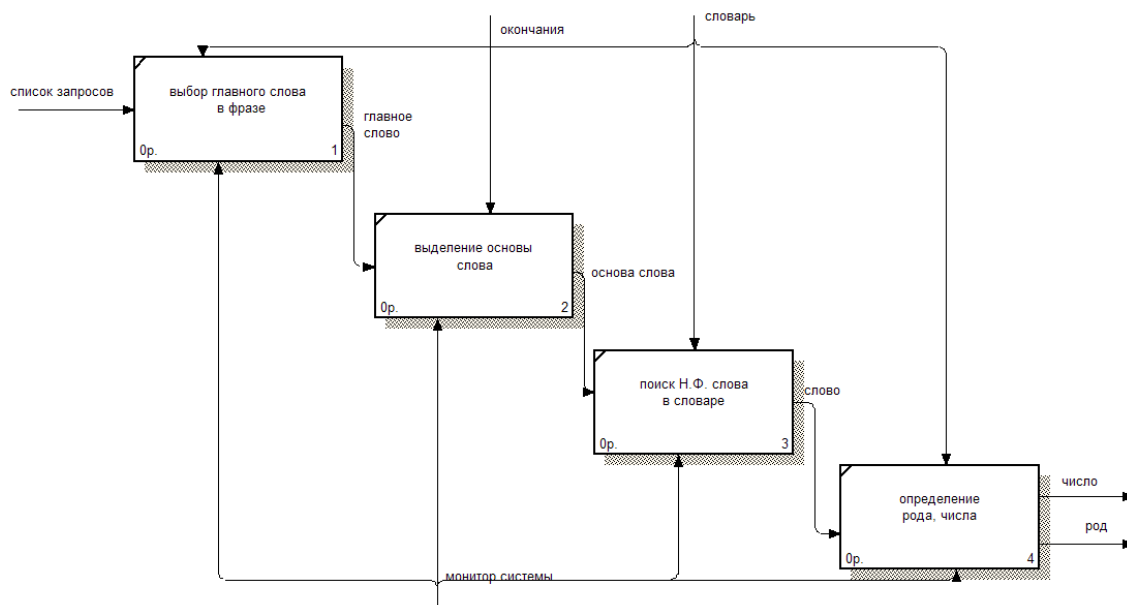 окончания
словарь
список запросов
выбор главного слова
в фразе
0р.
1
главное
слово
выделение основы
слова
0р.
2
основа слова
поиск Н.Ф. слова
в словаре
0р.
3
слово
определение
рода, числа
0р.
4
число
род
монитор системы